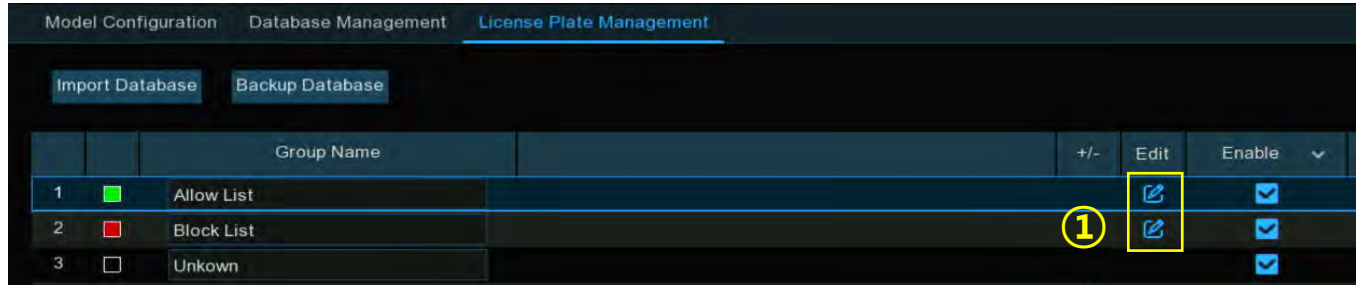 Model Configuration Database Management License Plate Management
Import Database Backup Database
Group Name +/- Edit Enable
1 Allow List
① 
2 Block List
3 Unkown